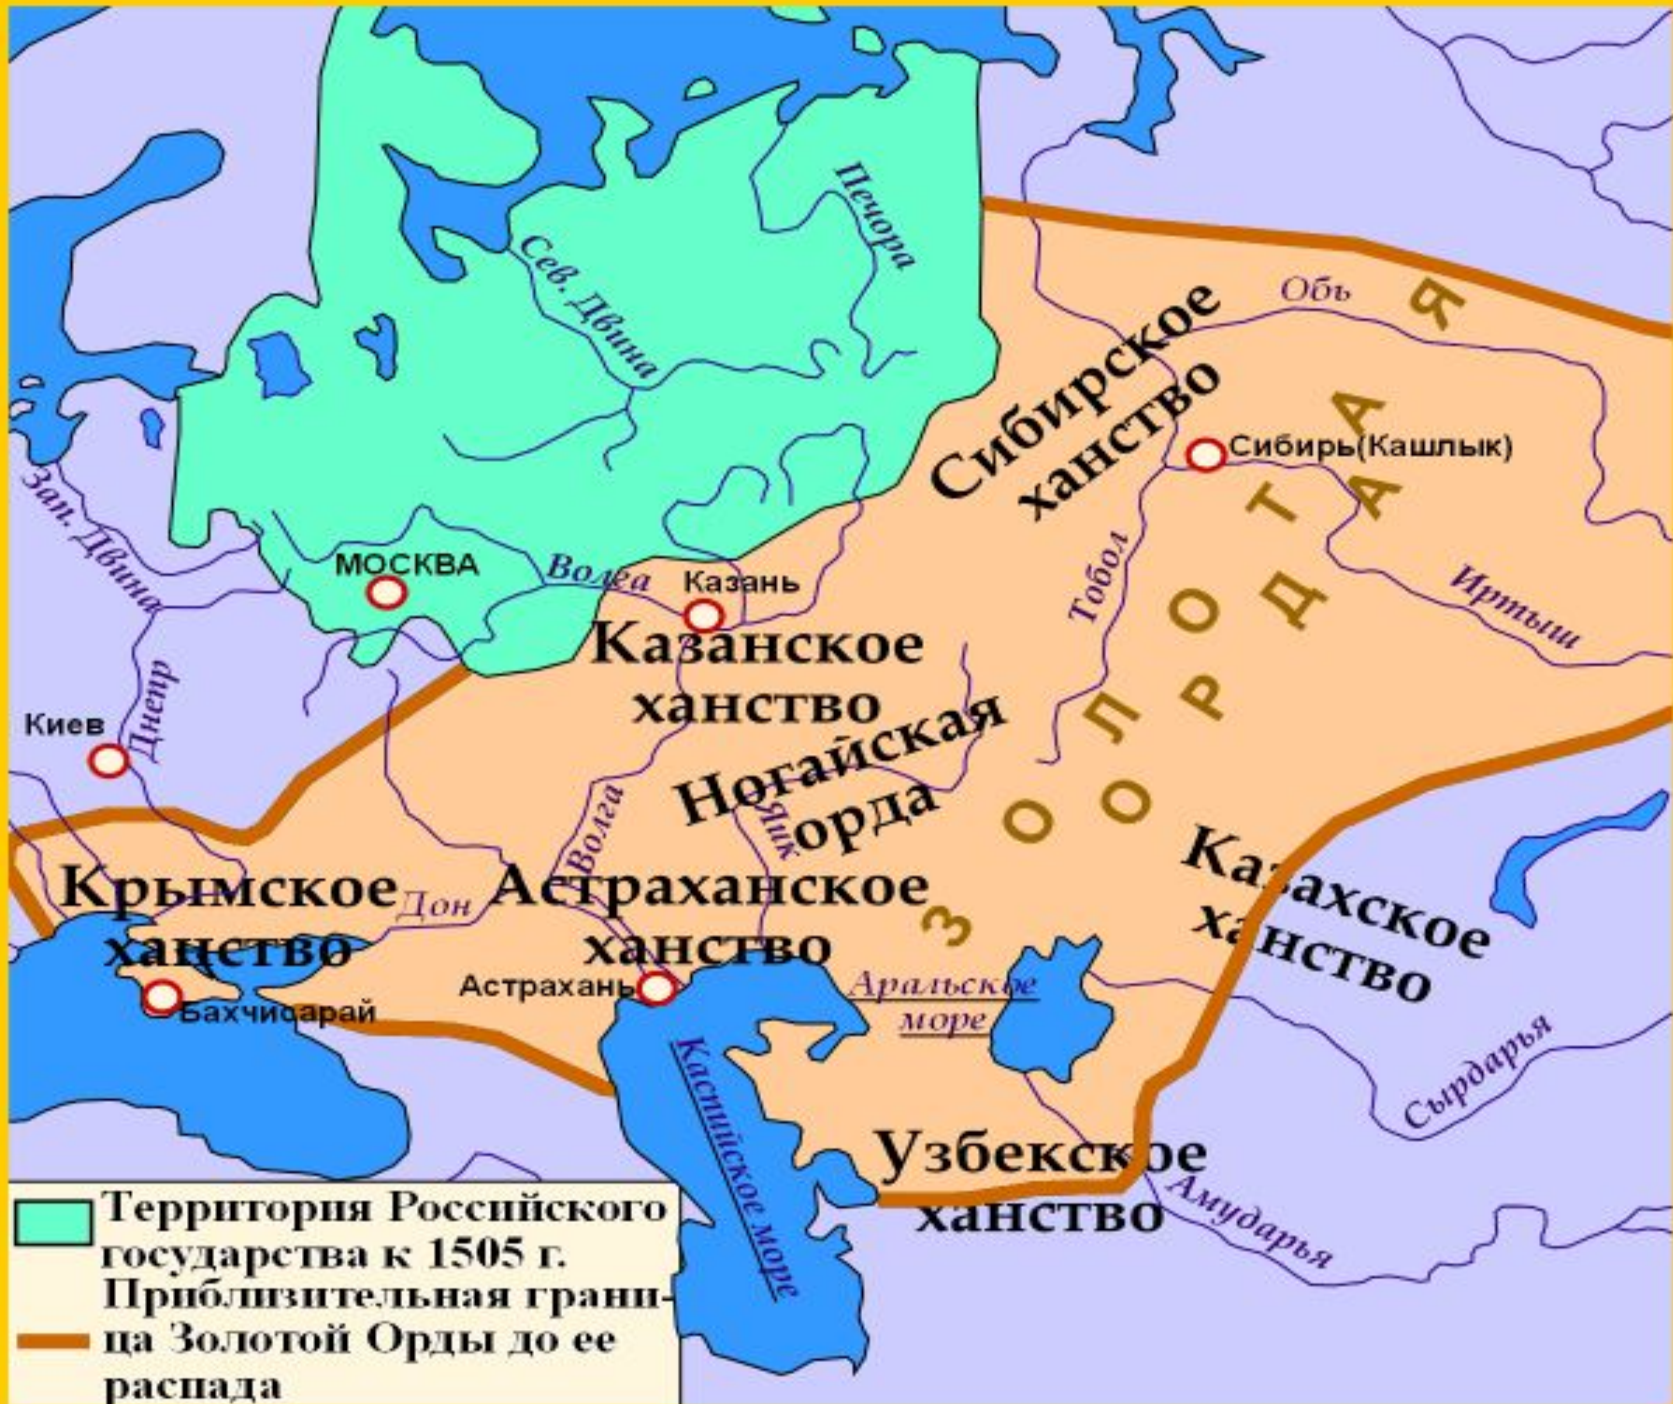 Печора
Сев. Двина
Обь
Сибирское
ханство
Сибирь(Кашлык)
Зап. Двина
МОСКВА
Волга
Казань
Тобол
Иртыш
Казанское
ханство
Киев
Днепр
Ногайская
орда
ЗОЛОТАЯ
ОРДА
Волга
Яик
Казахское
ханство
Крымское
ханство
Дон
Астраханское
ханство
Астрахань
Бахчисарай
Аральское
море
Каспийское море
Сырдарья
Узбекское
ханство
Амударья
Территория Российского
государства к 1505 г.
Приблизительная грани-
ца Золотой Орды до ее
распада